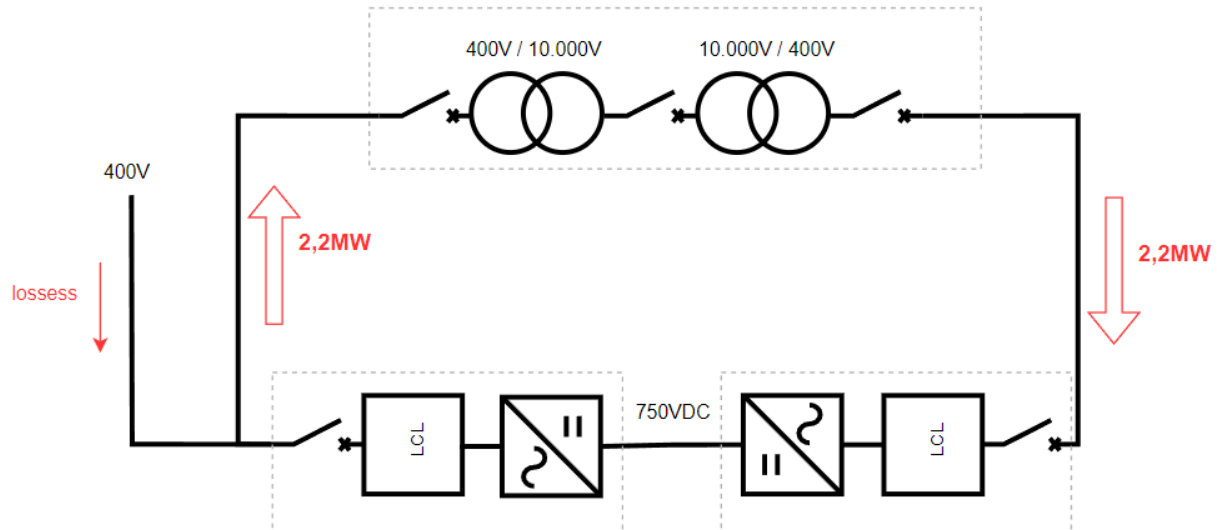 400V / 10.000V
10.000V / 400V
400V
2,2MW
2,2MW
lossess
750VDC
LCL
LCL